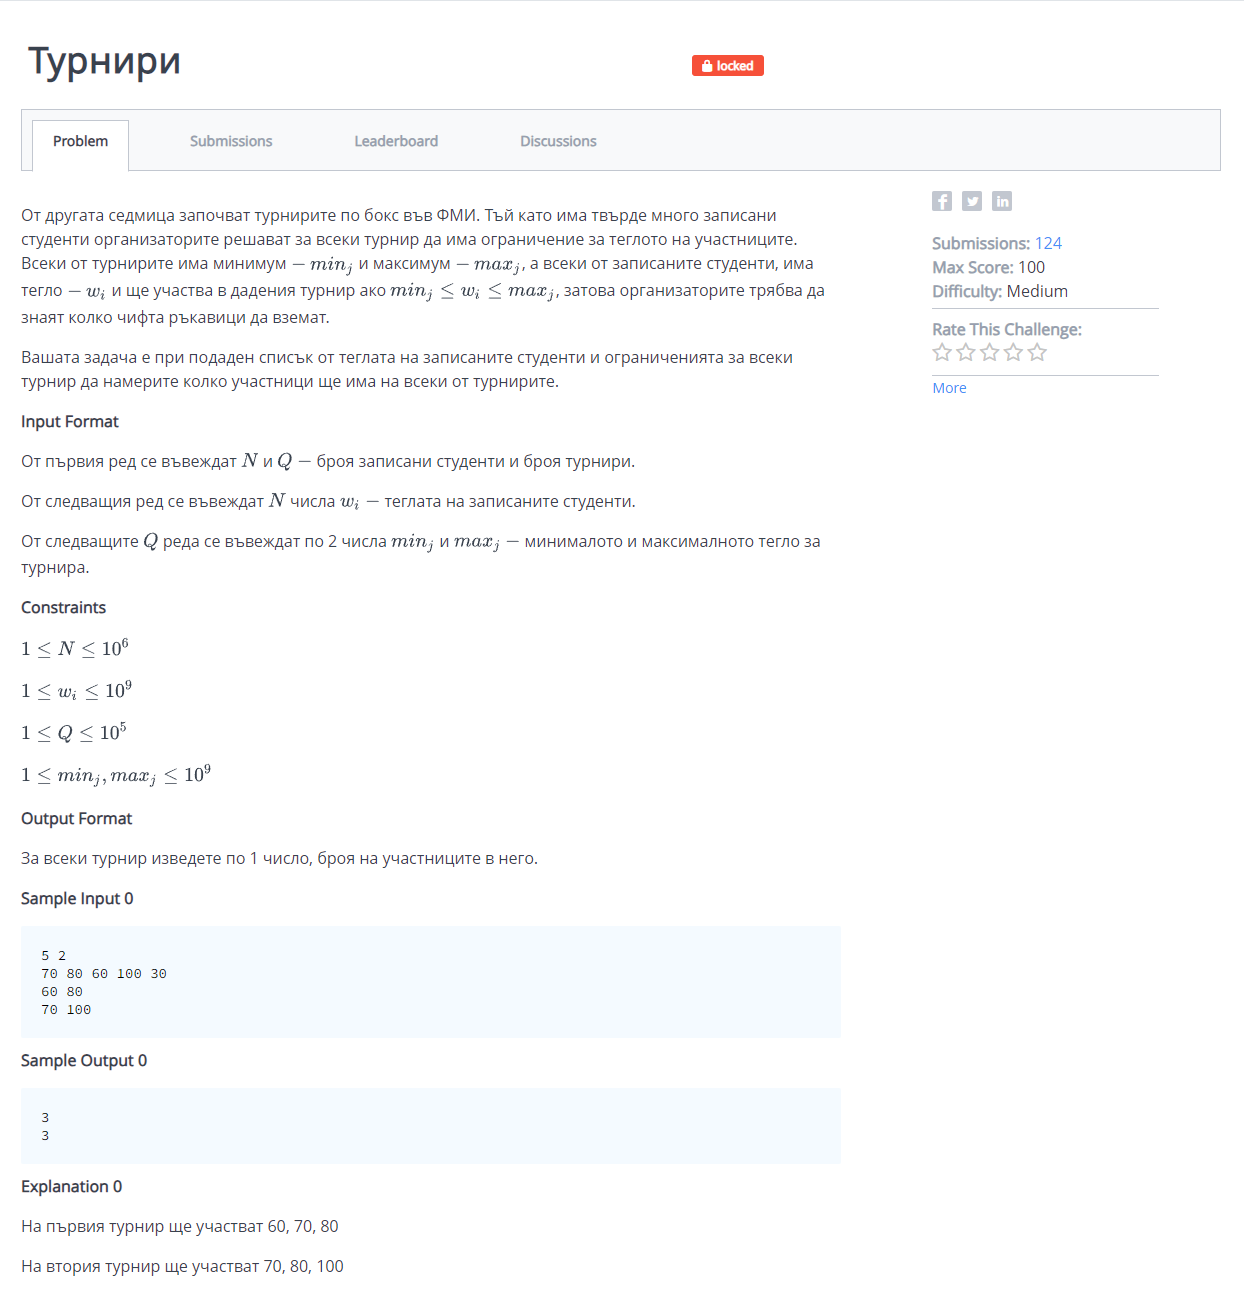 Турнири
locked
Problem
Submissions
Leaderboard
Discussions
От другата седмица започват турнирите по бокс във ФМИ. Тъй като има твърде много записани
студенти организаторите решават за всеки турнир да има ограничение за теглото на участниците.
Всеки от турнирите има минимум − min_j и максимум − max_j, а всеки от записаните студенти, има
тегло − w_i и ще участва в дадения турнир ако min_j ≤ w_i ≤ max_j, затова организаторите трябва да
знаят колко чифта ръкавици да вземат.
Вашата задача е при подаден списък от теглата на записаните студенти и ограниченията за всеки
турнир да намерите колко участници ще има на всеки от турнирите.
Input Format
От първия ред се въвеждат N и Q − броя записани студенти и броя турнири.
От следващия ред се въвеждат N числа w_i − теглата на записаните студенти.
От следващите Q реда се въвеждат по 2 числа min_j и max_j − минималото и максималното тегло за
турнира.
Constraints
1 ≤ N ≤ 10^6
1 ≤ w_i ≤ 10^9
1 ≤ Q ≤ 10^5
1 ≤ min_j, max_j ≤ 10^9
Output Format
За всеки турнир изведете по 1 число, броя на участниците в него.
Sample Input 0
5 2
70 80 60 100 30
60 80
70 100
Sample Output 0
3
3
Explanation 0
На първия турнир ще участват 60, 70, 80
На втория турнир ще участват 70, 80, 100
Submissions: 124
Max Score: 100
Difficulty: Medium
Rate This Challenge:
More